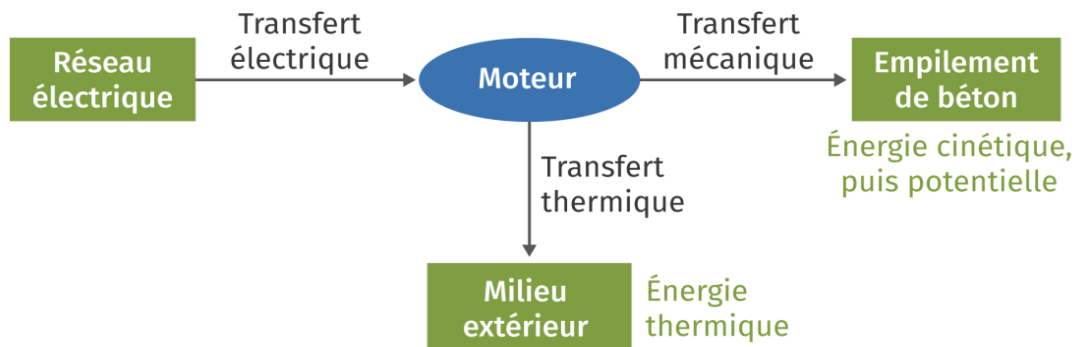 Réseau
électrique
Transfert
électrique
Moteur
Transfert
mécanique
Empilement
de béton
Énergie cinétique,
puis potentielle
Transfert
thermique
Milieu
extérieur
Énergie
thermique